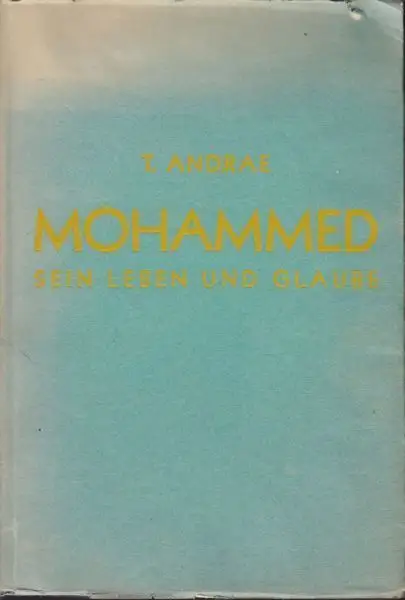 T. ANDRAE
MOHAMMED
SEIN LEBEN UND GLAUBE